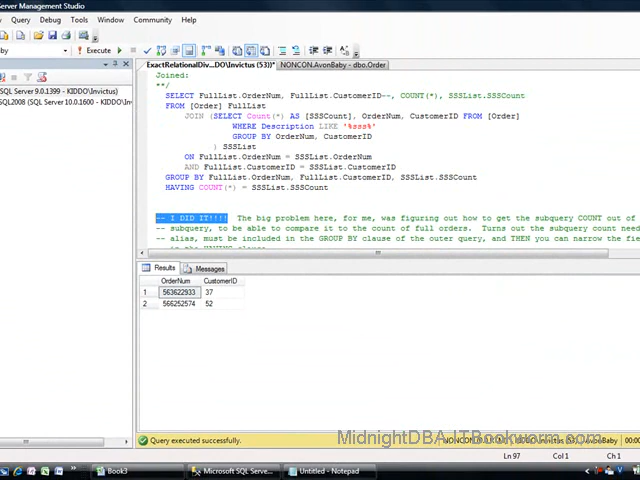 Server Management Studio
Query Debug Tools Window Community Help
by Execute
ExactRelationalDiv...DO\Invictus (53))* NONCON.AvonBaby - dbo.Order
SQL Server 9.0.1399 - KIDDO\Invictus)
SQL2008 (SQL Server 10.0.1600 - KIDDO\Invictus)
Joined:
**/
SELECT FullList.OrderNum, FullList.CustomerID--, COUNT(*), SSSList.SSSCount
FROM [Order] FullList
JOIN (SELECT Count(*) AS [SSSCount], OrderNum, CustomerID FROM [Order]
WHERE Description LIKE '%sss%'
GROUP BY OrderNum, CustomerID
) SSSList
ON FullList.OrderNum = SSSList.OrderNum
AND FullList.CustomerID = SSSList.CustomerID
GROUP BY FullList.OrderNum, FullList.CustomerID, SSSList.SSSCount
HAVING COUNT(*) = SSSList.SSSCount
-- I DID IT!!!! The big problem here, for me, was figuring out how to get the subquery COUNT out of
-- subquery, to be able to compare it to the count of full orders. Turns out the subquery count need
-- alias, must be included in the GROUP BY clause of the outer query, and THEN you can narrow the fie
Results Messages
OrderNum CustomerID
1 563622933 37
2 566252574 52
Query executed successfully.
MidnightDBA.ITBookworm.com
Ln 97 Col 1 Ch 1
Book3 Microsoft SQL Serve... Untitled - Notepad